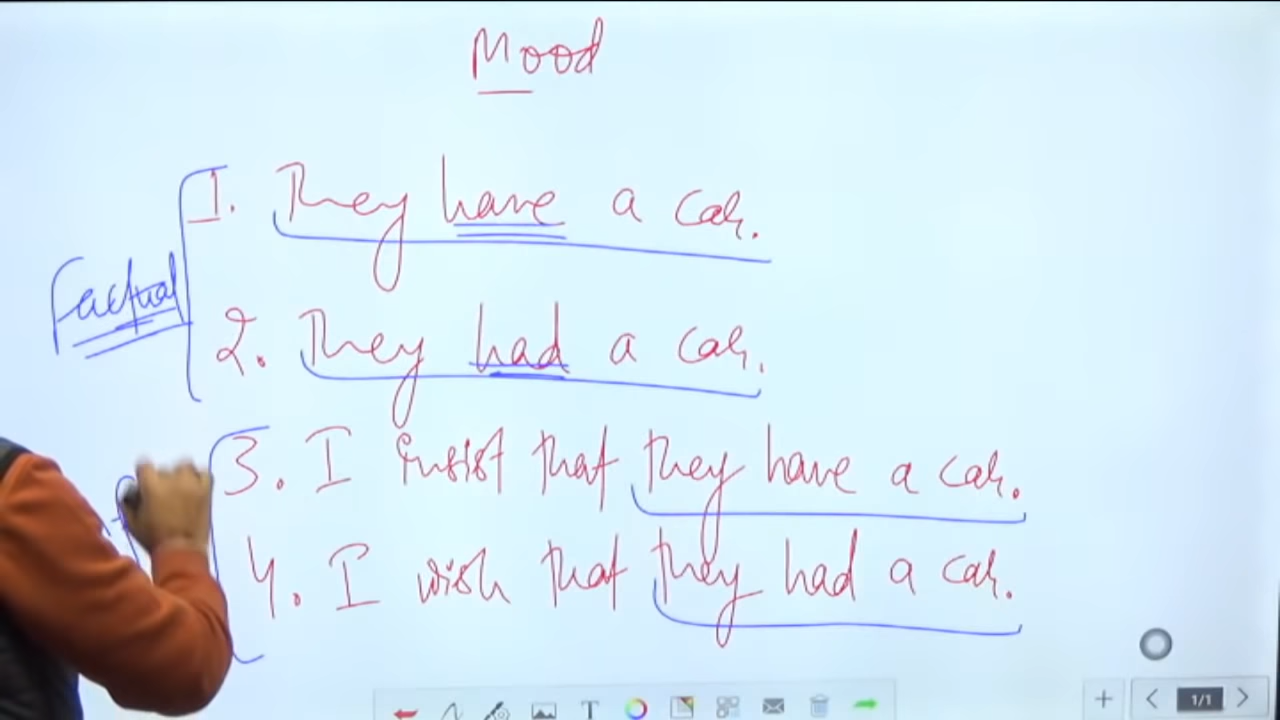 Mood
1. They have a car.
Factual
2. They had a car.
3. I insist that they have a car.
4. I wish that they had a car.
T
1/1